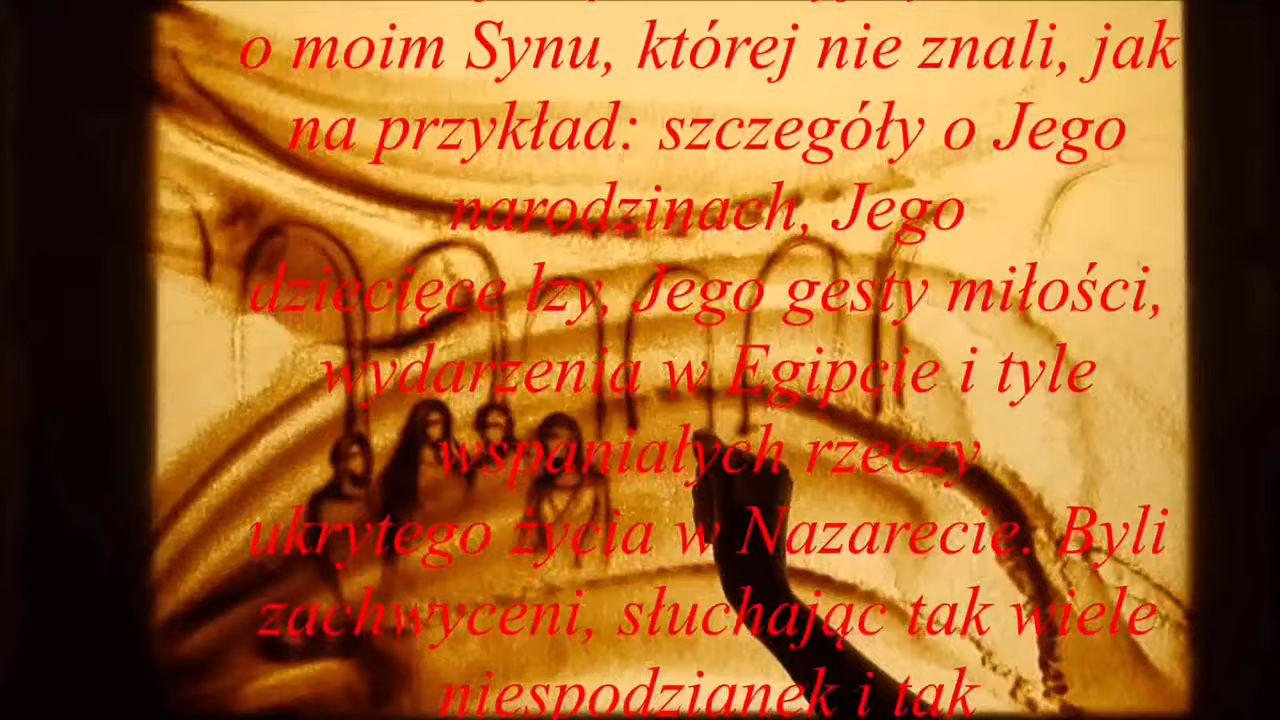 o moim Synu, której nie znali, jak
na przykład: szczegóły o Jego
narodzinach, Jego
dziecięce łzy, Jego gesty miłości,
wydarzenia w Egipcie i tyle
wspaniałych rzeczy
ukrytego życia w Nazarecie. Byli
zachwyceni, słuchając tak wiele
niespodzianek i tak